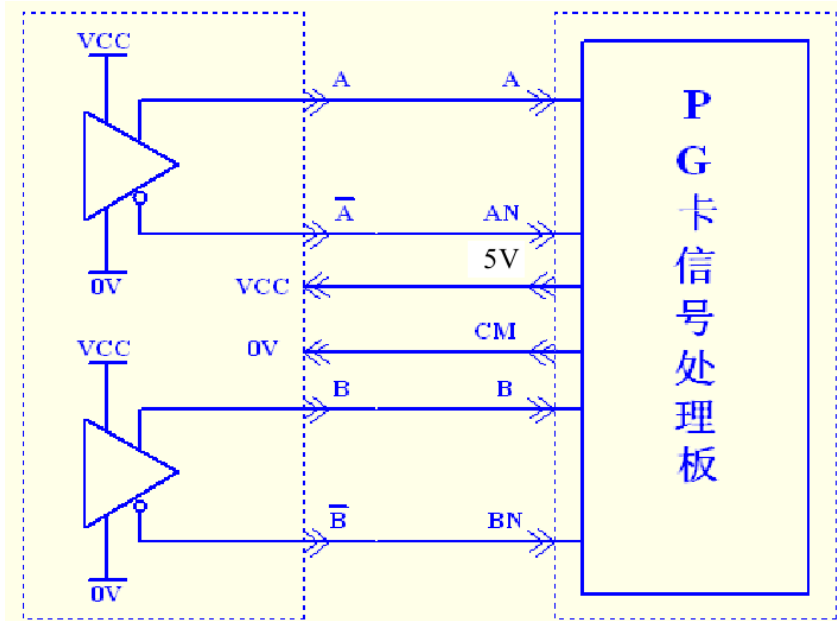 VCC
A
A
A̅
AN
0V
5V
VCC
0V
CM
VCC
B
B
B̅
BN
0V
P
G
卡
信
号
处
理
板